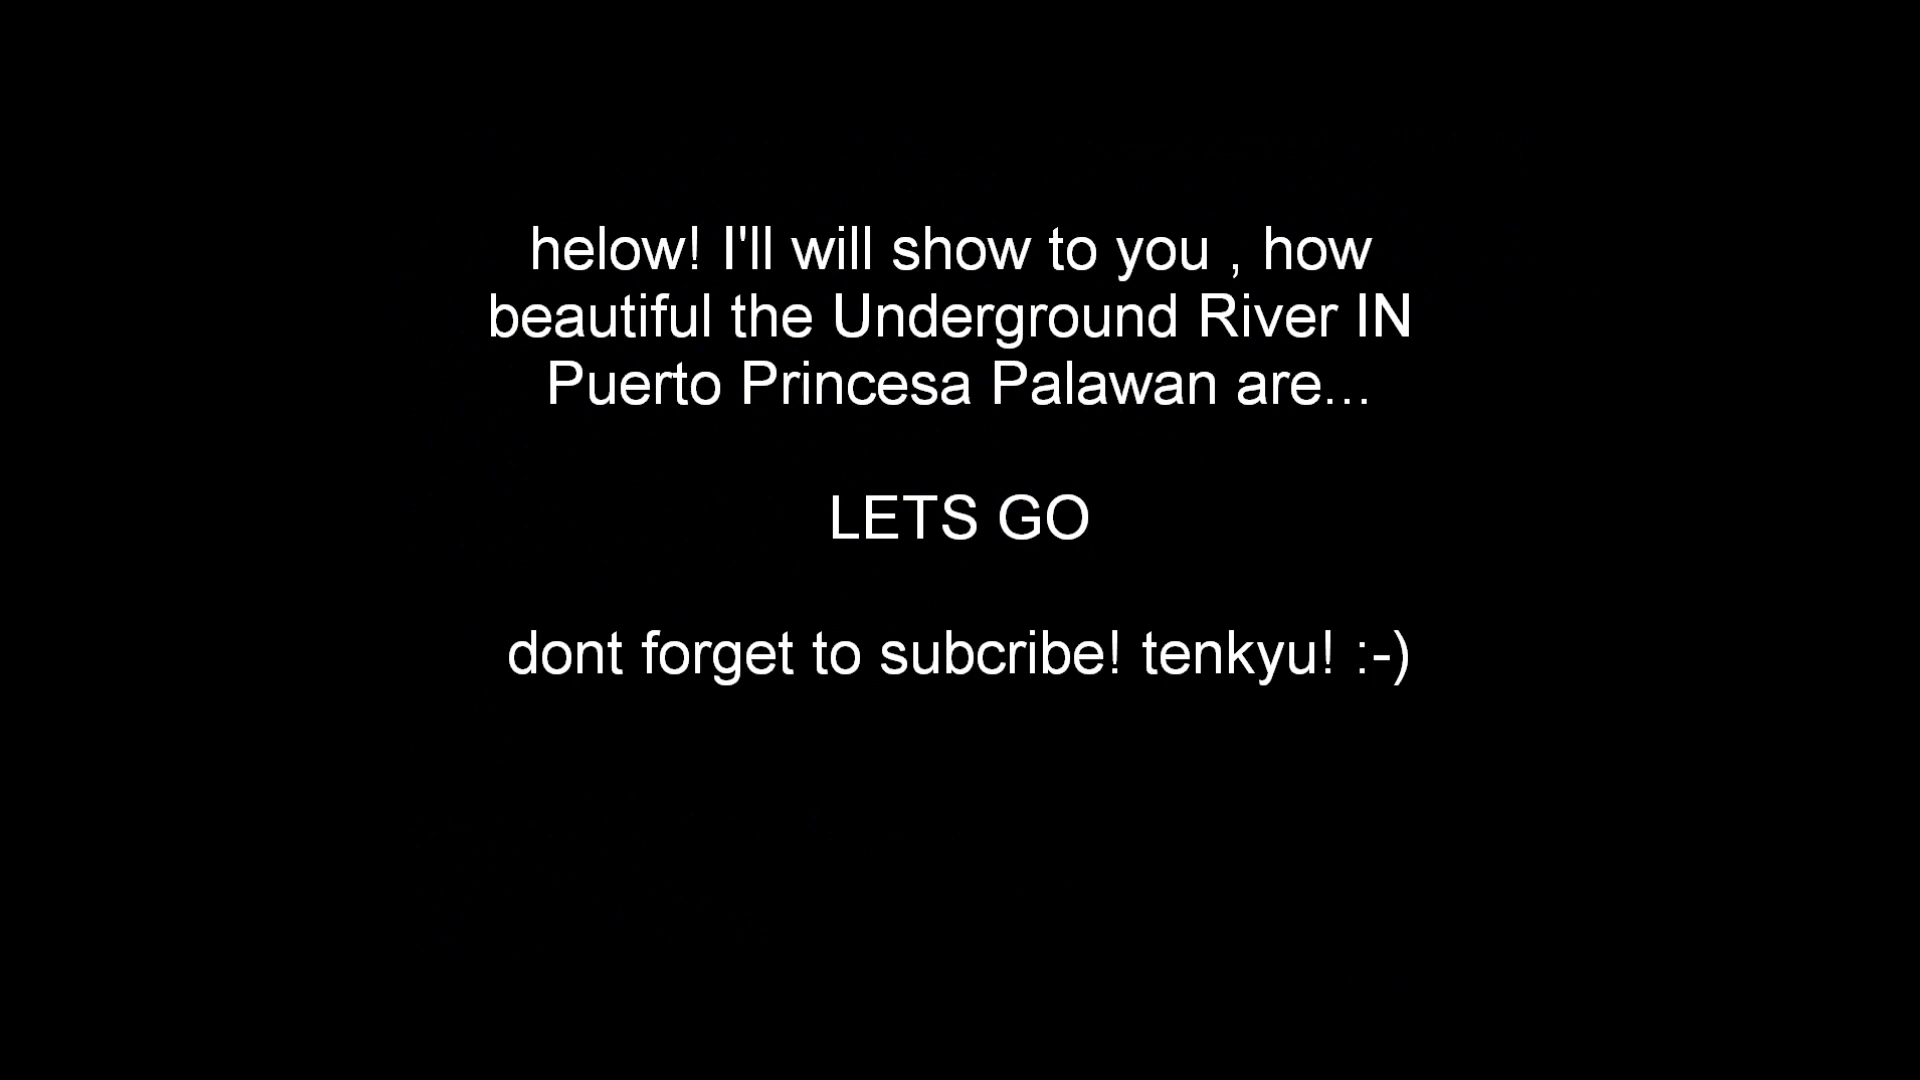 helow! I'll will show to you , how
beautiful the Underground River IN
Puerto Princesa Palawan are...
LETS GO
dont forget to subcribe! tenkyu! :-)